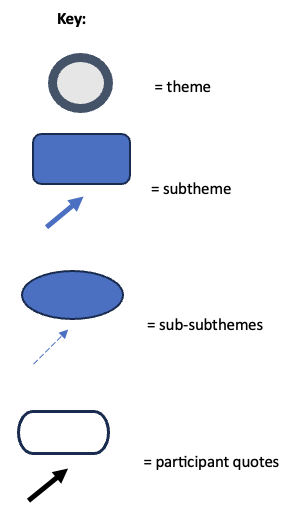 Key:
= theme
= subtheme
= sub-subthemes
= participant quotes